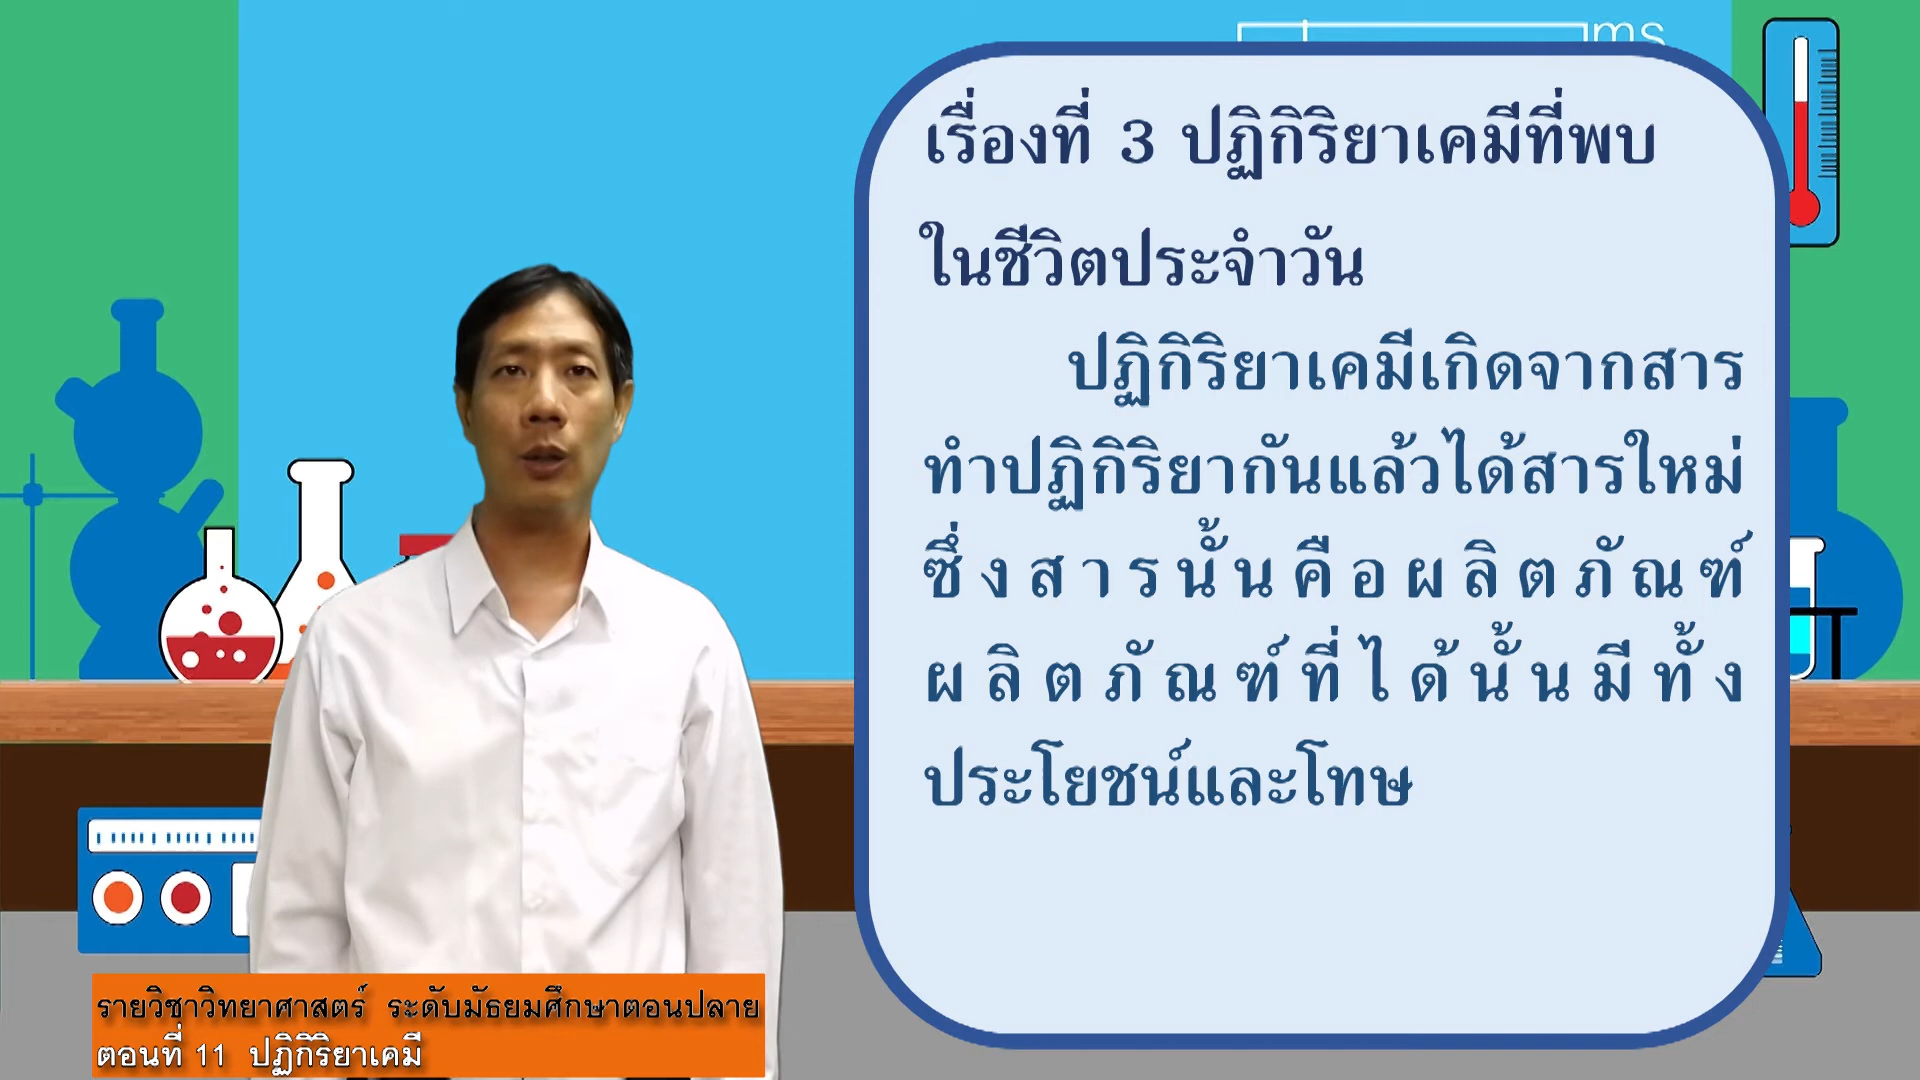 ms
เรื่องที่ 3 ปฏิกิริยาเคมีที่พบ
ในชีวิตประจำวัน
ปฏิกิริยาเคมีเกิดจากสาร
ทำปฏิกิริยากันแล้วได้สารใหม่
ซึ่งสารนั้นคือผลิตภัณฑ์
ผลิตภัณฑ์ที่ได้นั้นมีทั้ง
ประโยชน์และโทษ
รายวิชาวิทยาศาสตร์ ระดับมัธยมศึกษาตอนปลาย
ตอนที่ 11 ปฏิกิริยาเคมี